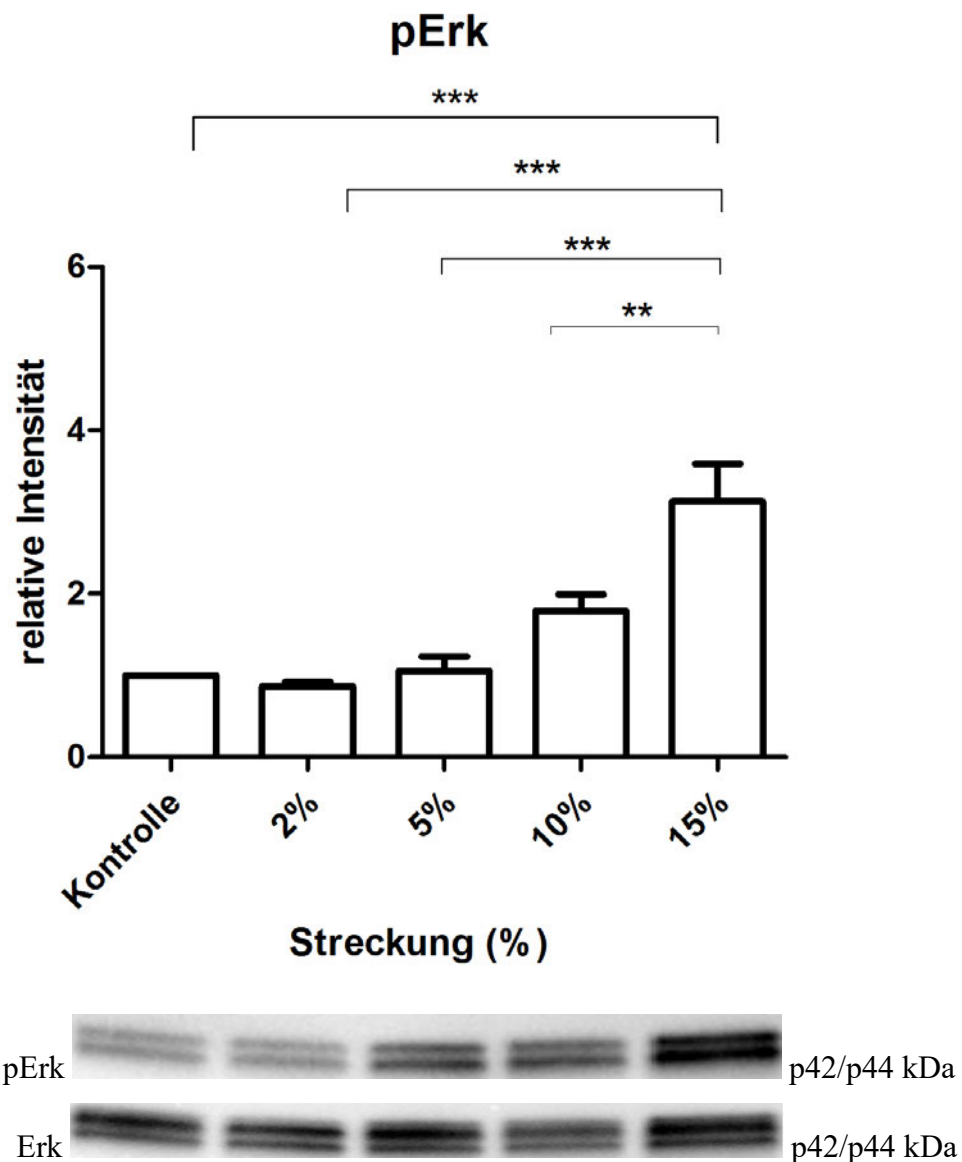 pErk
***
***
***
**
6
4
2
0
relative Intensität
Kontrolle
2%
5%
10%
15%
Streckung (%)
pErk p42/p44 kDa
Erk p42/p44 kDa